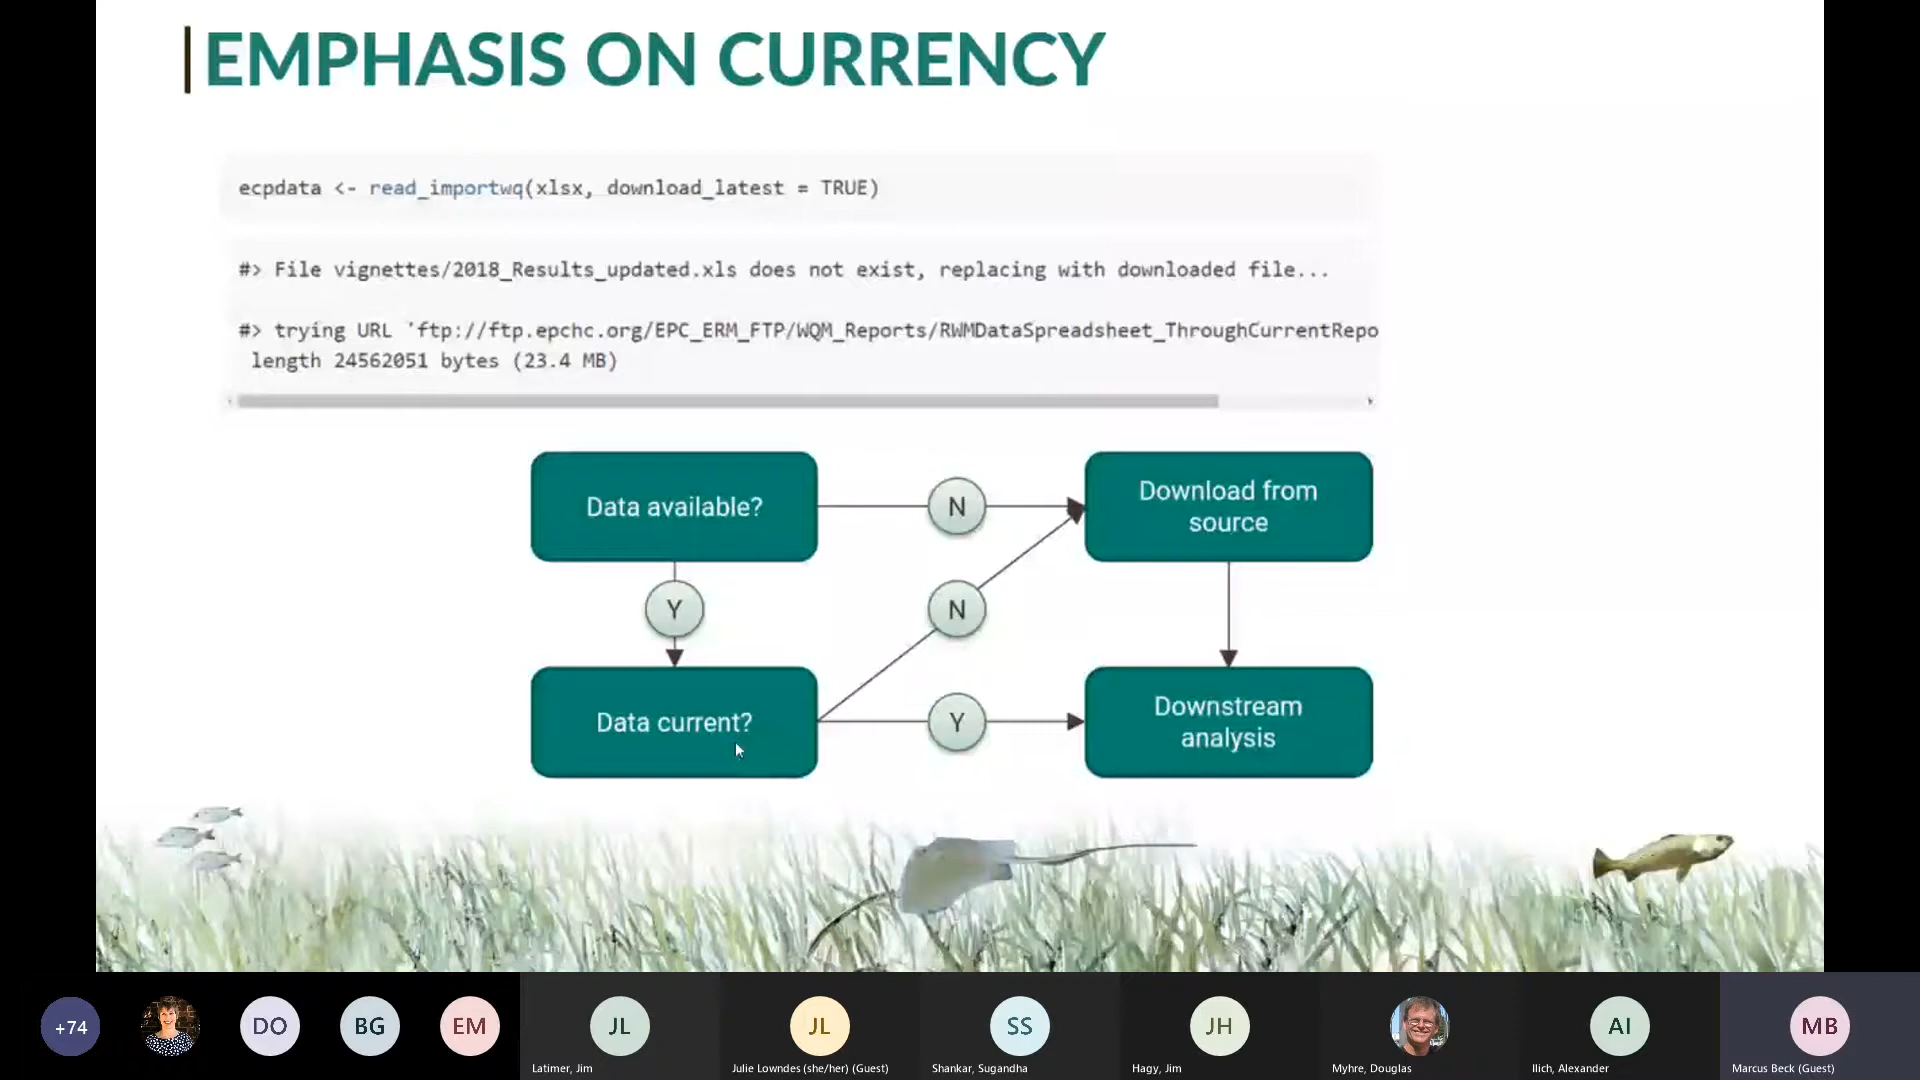 EMPHASIS ON CURRENCY
ecpdata <- read_importwq(xlsx, download_latest = TRUE)
#> File vignettes/2018_Results_updated.xls does not exist, replacing with downloaded file...
#> trying URL 'ftp://ftp.epchc.org/EPC_ERM_FTP/WQM_Reports/RWMDataSpreadsheet_ThroughCurrentRepo
length 24562051 bytes (23.4 MB)
Data available?
N
Download from
source
Y
N
Data current?
Y
Downstream
analysis
+74
DO
BG
EM
JL
JL
SS
JH
AI
MB
Latimer, Jim
Julie Lowndes (she/her) (Guest)
Shankar, Sugandha
Hagy, Jim
Myhre, Douglas
Ilich, Alexander
Marcus Beck (Guest)